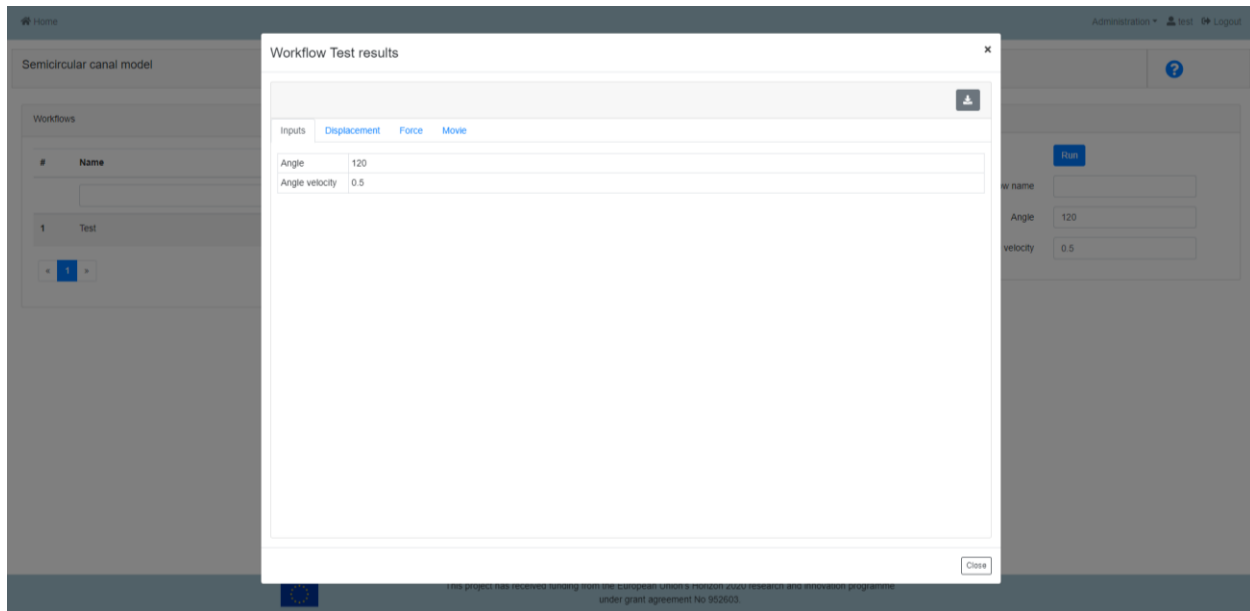 Home
Administration test Logout
Workflow Test results ×
Semicircular canal model
?
Workflows
Inputs Displacement Force Movie
# Name
Run
Angle 120
Angle velocity 0.5
name
1 Test
Angle 120
velocity 0.5
« 1 »
Close
This project has received funding from the European Union's Horizon 2020 research and innovation programme
under grant agreement No 952603.